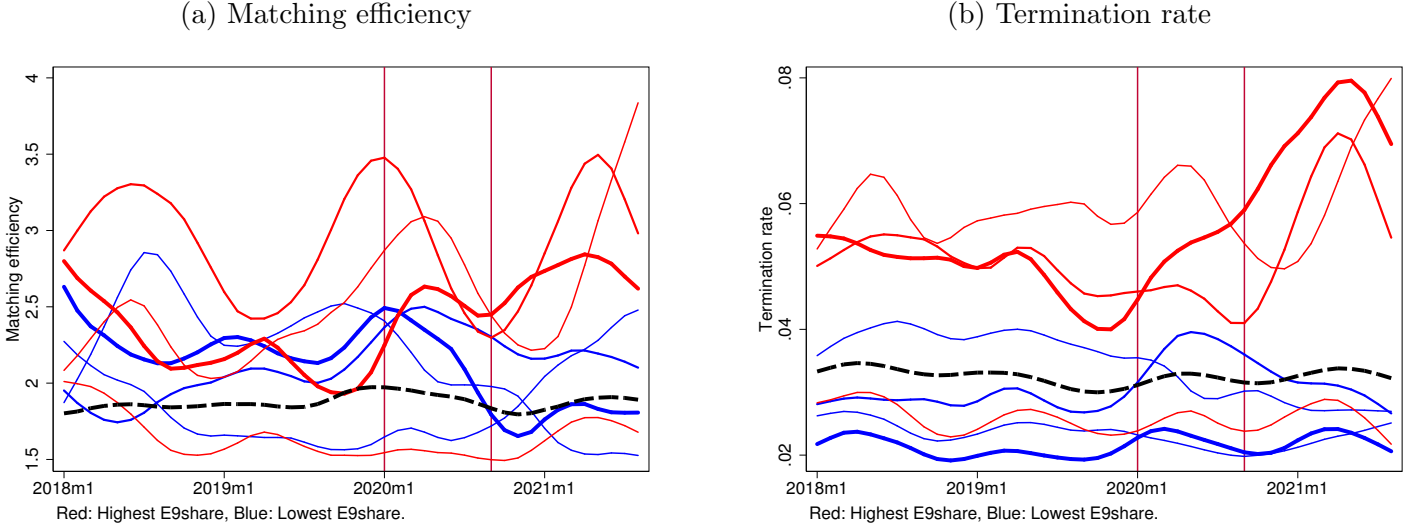 (a) Matching efficiency
Matching efficiency
4
3.5
3
2.5
2
1.5
2018m1 2019m1 2020m1 2021m1
Red: Highest E9share, Blue: Lowest E9share.
(b) Termination rate
Termination rate
.08
.06
.04
.02
2018m1 2019m1 2020m1 2021m1
Red: Highest E9share, Blue: Lowest E9share.